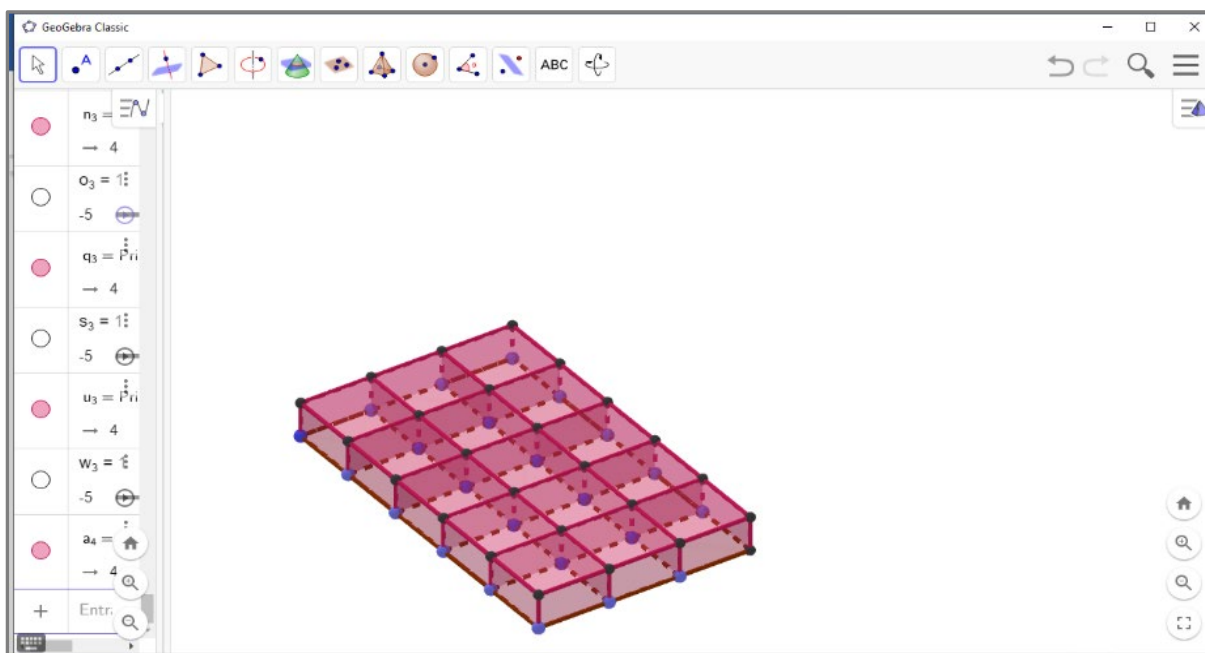 GeoGebra Classic
A
ABC
n₃ =
→ 4
o₃ = 1
-5
q₃ = Pri
→ 4
s₃ = 1
-5
u₃ = Pri
→ 4
w₃ =
-5
a₄ =
→ 4
+ Entr